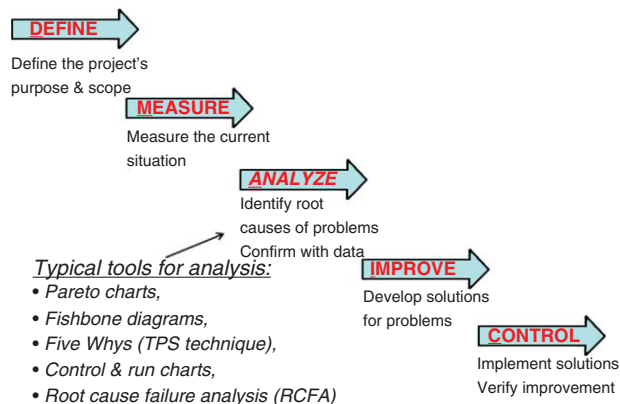 DEFINE
Define the project's
purpose & scope
MEASURE
Measure the current
situation
ANALYZE
Identify root
causes of problems
Confirm with data
Typical tools for analysis:
• Pareto charts,
• Fishbone diagrams,
• Five Whys (TPS technique),
• Control & run charts,
• Root cause failure analysis (RCFA)
IMPROVE
Develop solutions
for problems
CONTROL
Implement solutions
Verify improvement